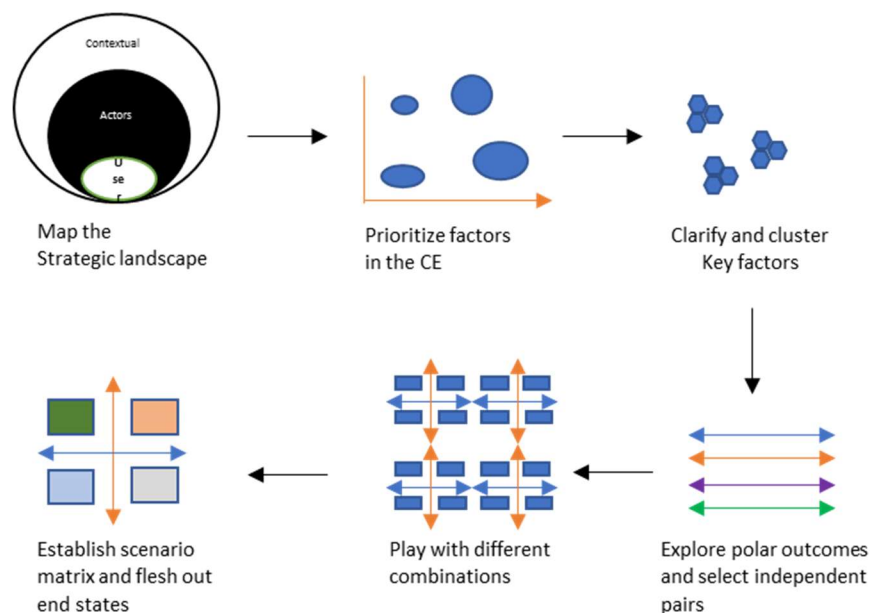 Contextual
Actors
U
se
r
Map the
Strategic landscape
Prioritize factors
in the CE
Clarify and cluster
Key factors
Establish scenario
matrix and flesh out
end states
Play with different
combinations
Explore polar outcomes
and select independent
pairs